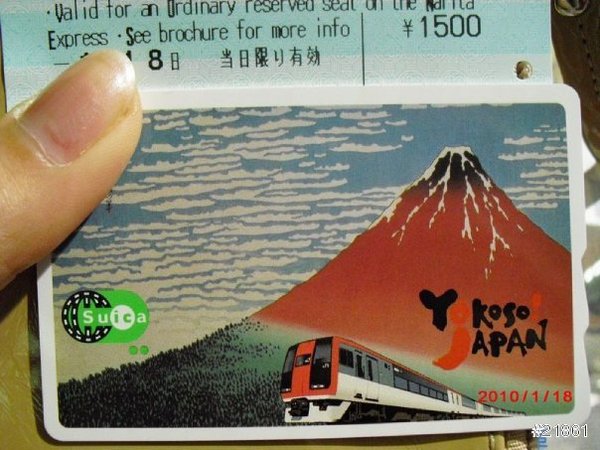 ·Valid for an Ordinary reserved seat on the Narita
Express ·See brochure for more info
¥1500
18日 当日限り有効
Suica
Yokoso!
JAPAN
2010/1/18